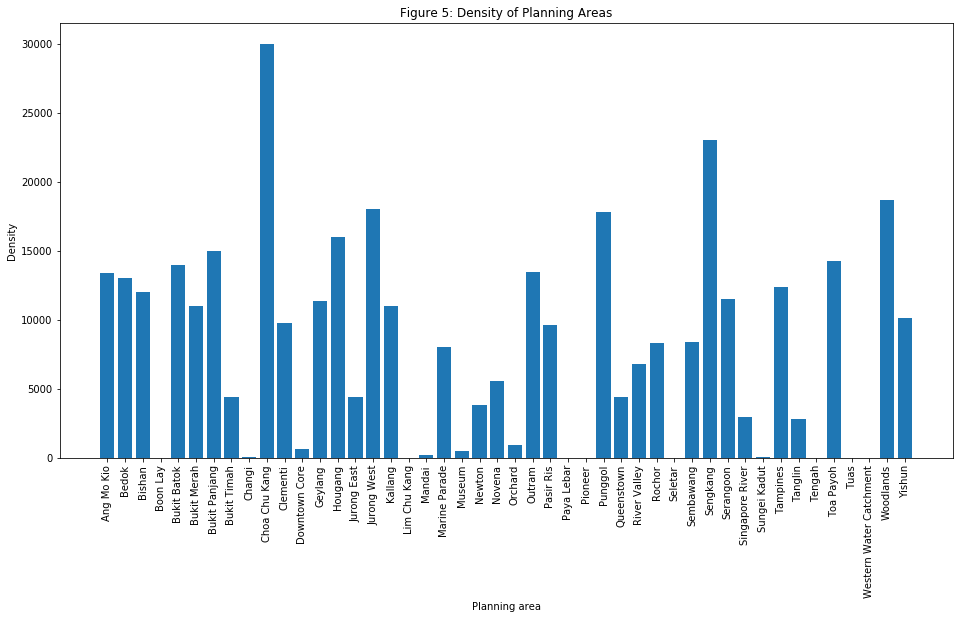 Figure 5: Density of Planning Areas
30000
25000
20000
15000
10000
5000
0
Density
Ang Mo Kio
Bedok
Bishan
Boon Lay
Bukit Batok
Bukit Merah
Bukit Panjang
Bukit Timah
Changi
Choa Chu Kang
Clementi
Downtown Core
Geylang
Hougang
Jurong East
Jurong West
Kallang
Lim Chu Kang
Mandai
Marine Parade
Museum
Newton
Novena
Orchard
Outram
Pasir Ris
Paya Lebar
Pioneer
Punggol
Queenstown
River Valley
Rochor
Seletar
Sembawang
Sengkang
Serangoon
Singapore River
Sungei Kadut
Tampines
Tanglin
Tengah
Toa Payoh
Tuas
Western Water Catchment
Woodlands
Yishun
Planning area